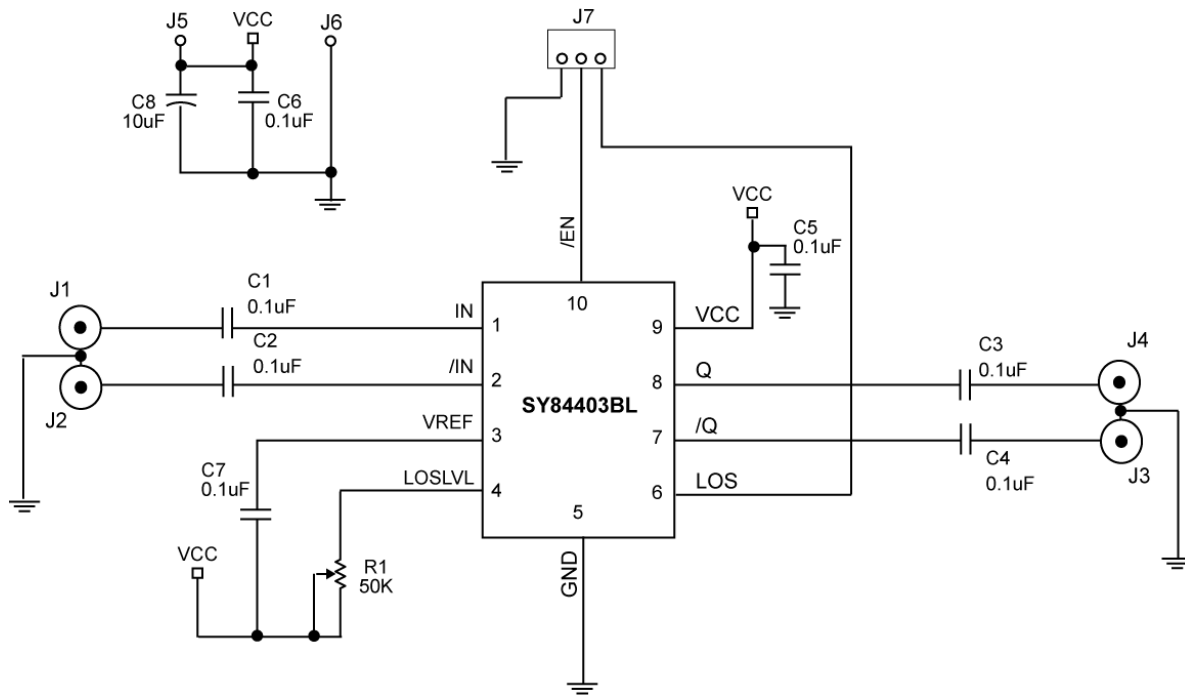 J5
VCC
J6
J7
C8
10uF
C6
0.1uF
VCC
C5
0.1uF
/EN
J1
C1
0.1uF
IN
10
1
9
VCC
C2
0.1uF
J2
/IN
2
8
Q
C3
0.1uF
J4
SY84403BL
VREF
3
7
/Q
C4
0.1uF
J3
C7
0.1uF
LOSLVL
4
5
6
LOS
VCC
R1
50K
GND